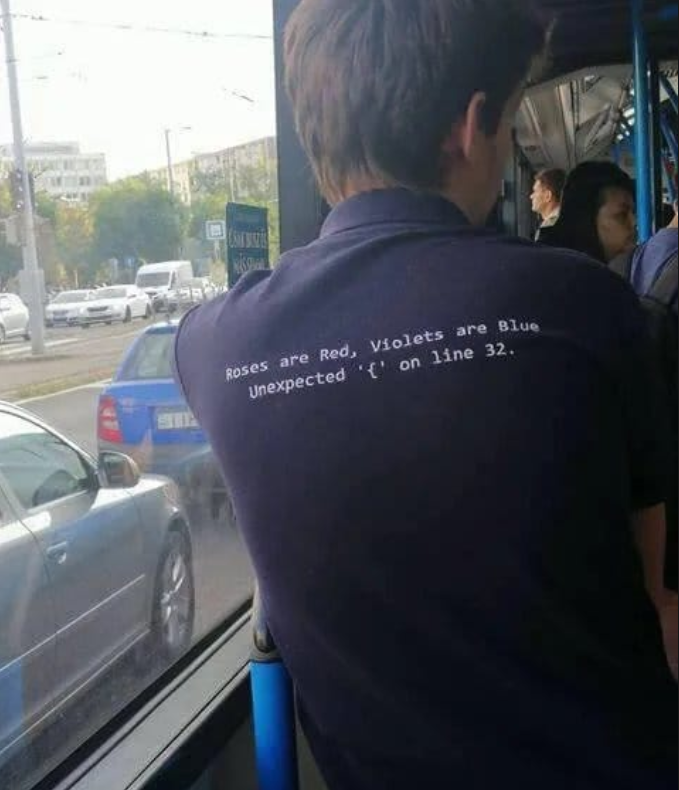 Roses are Red, Violets are Blue
Unexpected '{' on line 32.